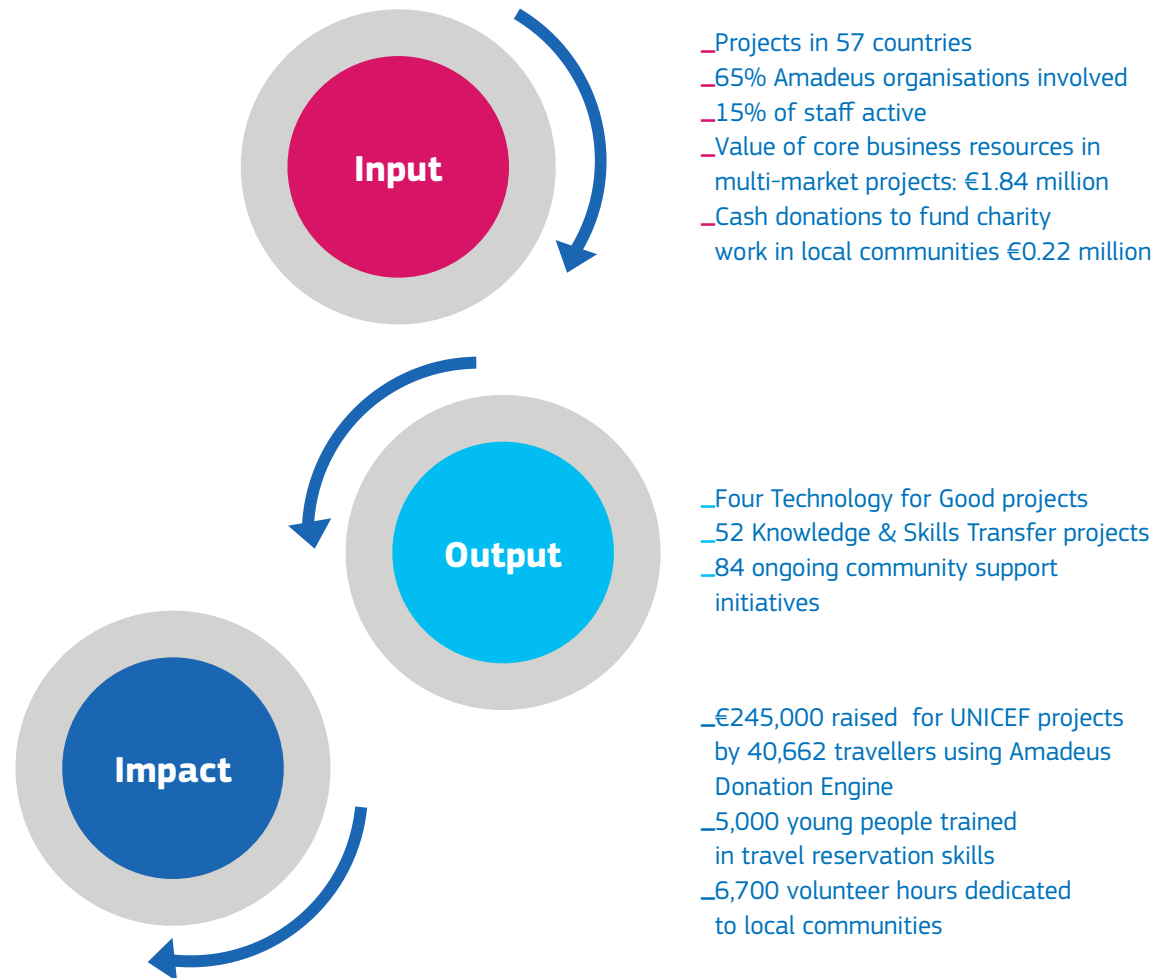 Input
_Projects in 57 countries
_65% Amadeus organisations involved
_15% of staff active
_Value of core business resources in
multi-market projects: €1.84 million
_Cash donations to fund charity
work in local communities €0.22 million
Output
_Four Technology for Good projects
_52 Knowledge & Skills Transfer projects
_84 ongoing community support
initiatives
Impact
_€245,000 raised for UNICEF projects
by 40,662 travellers using Amadeus
Donation Engine
_5,000 young people trained
in travel reservation skills
_6,700 volunteer hours dedicated
to local communities